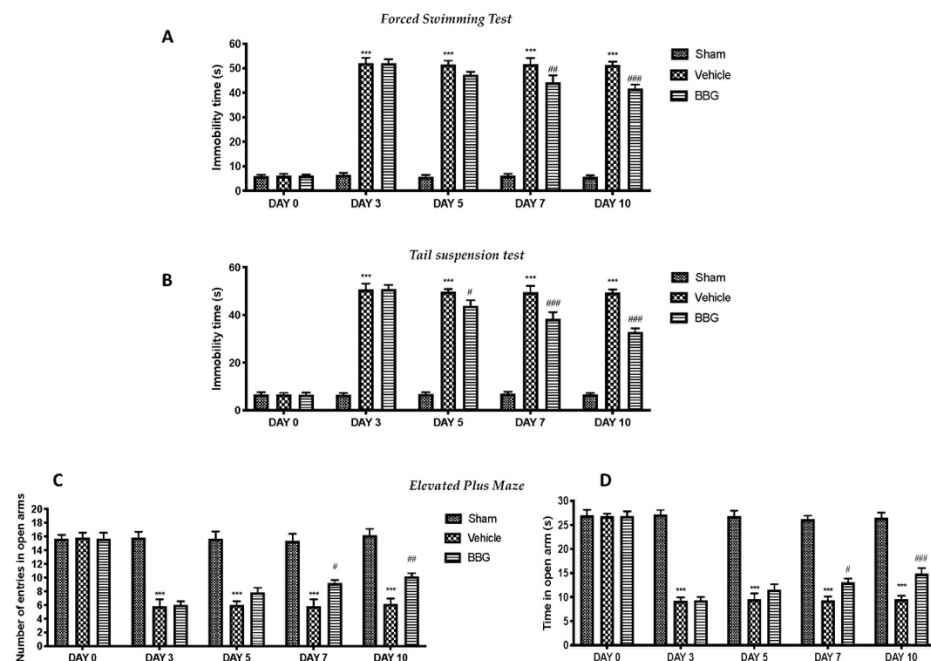 Forced Swimming Test
A
Immobility time (s)
60
50
40
30
20
10
0
*** *** *** ***
## ###
DAY 0 DAY 3 DAY 5 DAY 7 DAY 10
Sham
Vehicle
BBG
Tail suspension test
B
Immobility time (s)
60
40
20
0
*** *** *** ***
# ### ###
DAY 0 DAY 3 DAY 5 DAY 7 DAY 10
Sham
Vehicle
BBG
Elevated Plus Maze
C
Number of entries in open arms
20
18
16
14
12
10
8
6
4
2
0
*** *** *** ***
# ##
DAY 0 DAY 3 DAY 5 DAY 7 DAY 10
Sham
Vehicle
BBG
D
Time in open arm (s)
30
25
20
15
10
5
0
*** *** *** ***
# ###
DAY 0 DAY 3 DAY 5 DAY 7 DAY 10